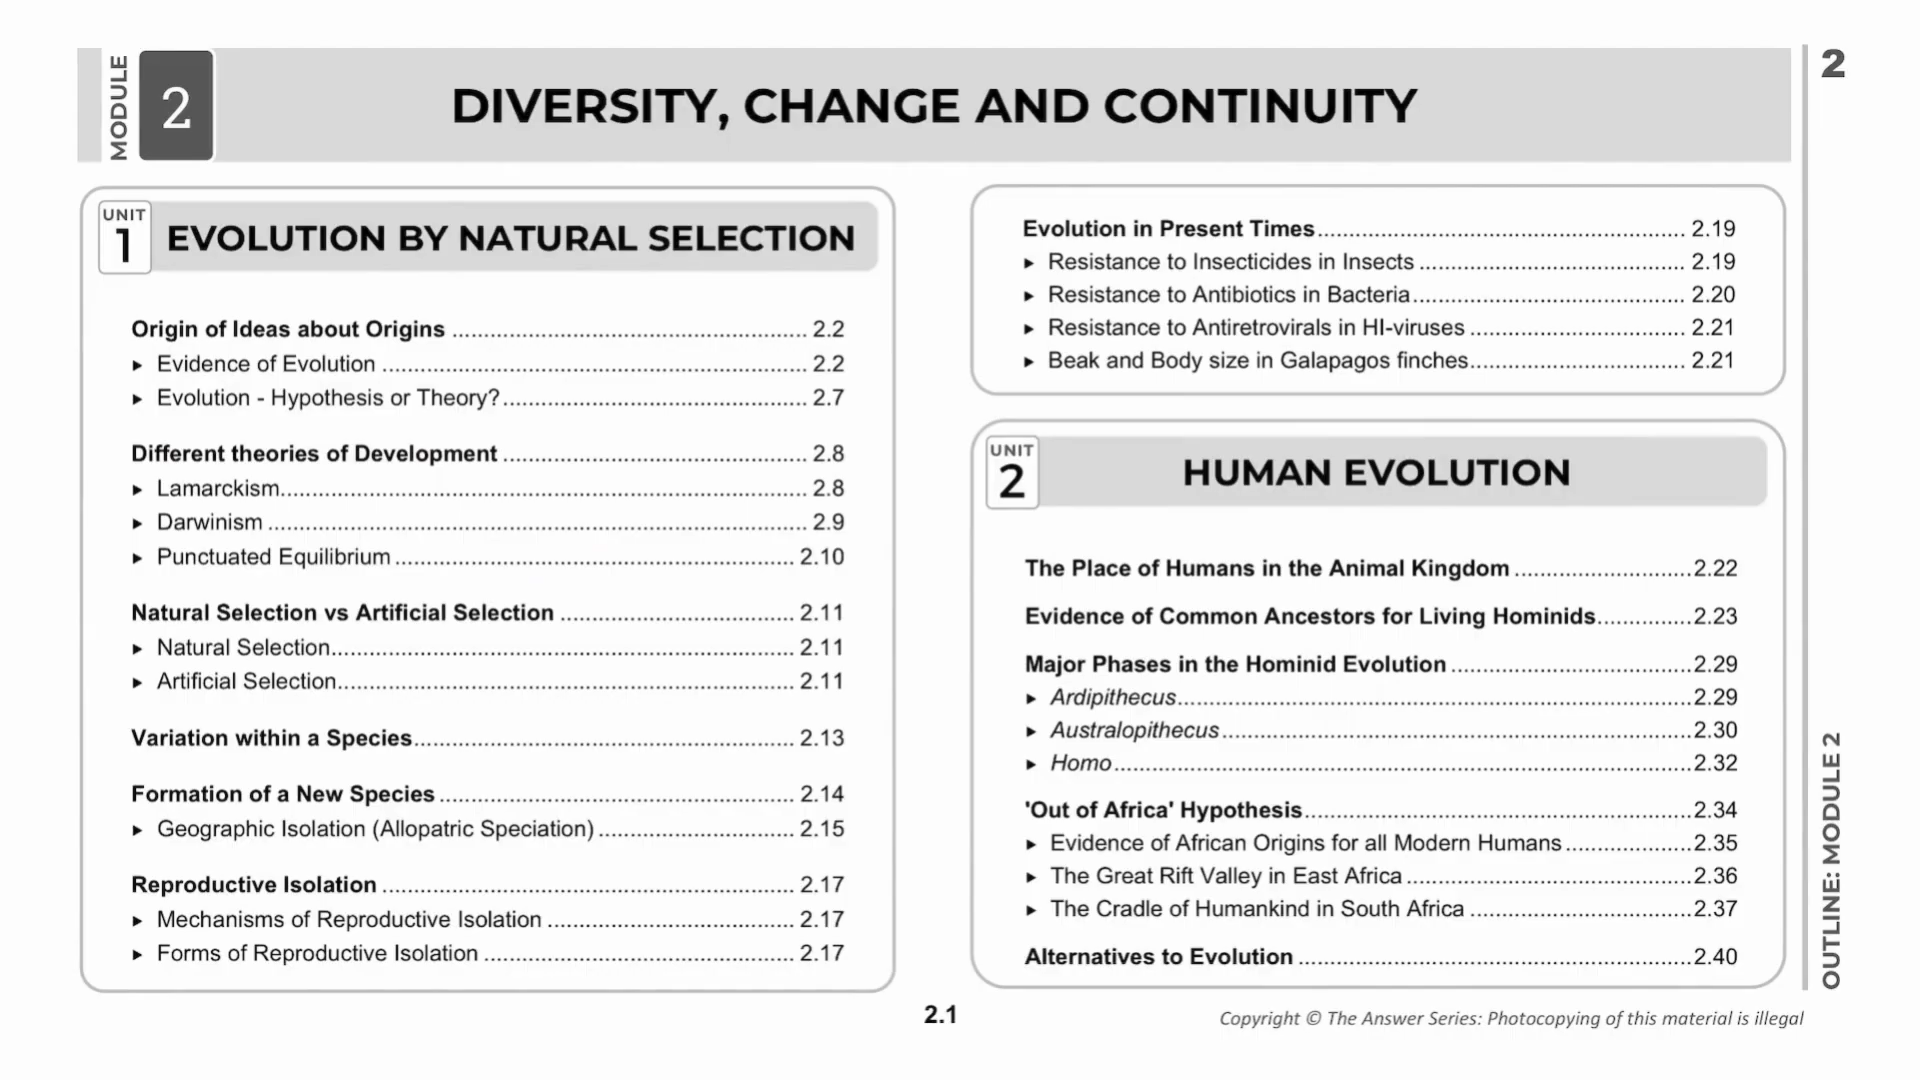 MODULE
2
DIVERSITY, CHANGE AND CONTINUITY
2
UNIT
1
EVOLUTION BY NATURAL SELECTION
Origin of Ideas about Origins ........................................................ 2.2
▸ Evidence of Evolution ................................................................... 2.2
▸ Evolution - Hypothesis or Theory?................................................ 2.7
Different theories of Development ................................................ 2.8
▸ Lamarckism................................................................................... 2.8
▸ Darwinism ..................................................................................... 2.9
▸ Punctuated Equilibrium ............................................................... 2.10
Natural Selection vs Artificial Selection ..................................... 2.11
▸ Natural Selection......................................................................... 2.11
▸ Artificial Selection........................................................................ 2.11
Variation within a Species............................................................ 2.13
Formation of a New Species ........................................................ 2.14
▸ Geographic Isolation (Allopatric Speciation) ............................... 2.15
Reproductive Isolation ................................................................. 2.17
▸ Mechanisms of Reproductive Isolation ....................................... 2.17
▸ Forms of Reproductive Isolation ................................................. 2.17
Evolution in Present Times.......................................................... 2.19
▸ Resistance to Insecticides in Insects .......................................... 2.19
▸ Resistance to Antibiotics in Bacteria........................................... 2.20
▸ Resistance to Antiretrovirals in HI-viruses .................................. 2.21
▸ Beak and Body size in Galapagos finches.................................. 2.21
UNIT
2
HUMAN EVOLUTION
The Place of Humans in the Animal Kingdom ............................2.22
Evidence of Common Ancestors for Living Hominids...............2.23
Major Phases in the Hominid Evolution ......................................2.29
▸ Ardipithecus.................................................................................2.29
▸ Australopithecus..........................................................................2.30
▸ Homo...........................................................................................2.32
'Out of Africa' Hypothesis.............................................................2.34
▸ Evidence of African Origins for all Modern Humans ....................2.35
▸ The Great Rift Valley in East Africa .............................................2.36
▸ The Cradle of Humankind in South Africa ...................................2.37
Alternatives to Evolution ..............................................................2.40
OUTLINE: MODULE 2
2.1
Copyright © The Answer Series: Photocopying of this material is illegal